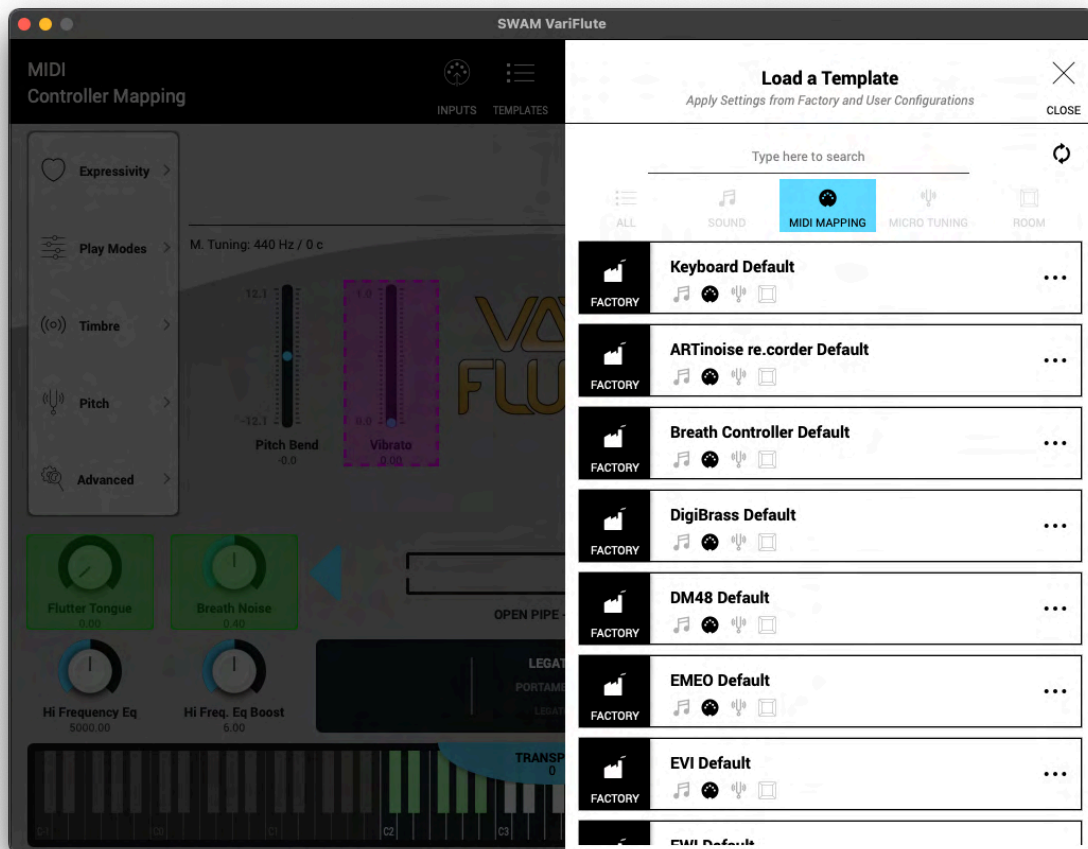 SWAM VariFlute
MIDI
Controller Mapping
INPUTS
TEMPLATES
Load a Template
Apply Settings from Factory and User Configurations
CLOSE
Type here to search
ALL
SOUND
MIDI MAPPING
MICRO TUNING
ROOM
Expressivity
Play Modes
Timbre
Pitch
Advanced
M. Tuning: 440 Hz / 0 c
12.1
-12.1
Pitch Bend
-0.0
1.0
0.0
Vibrato
0.00
Flutter Tongue
0.00
Breath Noise
0.40
OPEN PIPE -
Hi Frequency Eq
5000.00
Hi Freq. Eq Boost
6.00
LEGAT
PORTAME
LEGAT
TRANSP
0
C-1
C0
C1
C2
C3
FACTORY
Keyboard Default
FACTORY
ARTinoise re.corder Default
FACTORY
Breath Controller Default
FACTORY
DigiBrass Default
FACTORY
DM48 Default
FACTORY
EMEO Default
FACTORY
EVI Default
EWI Default